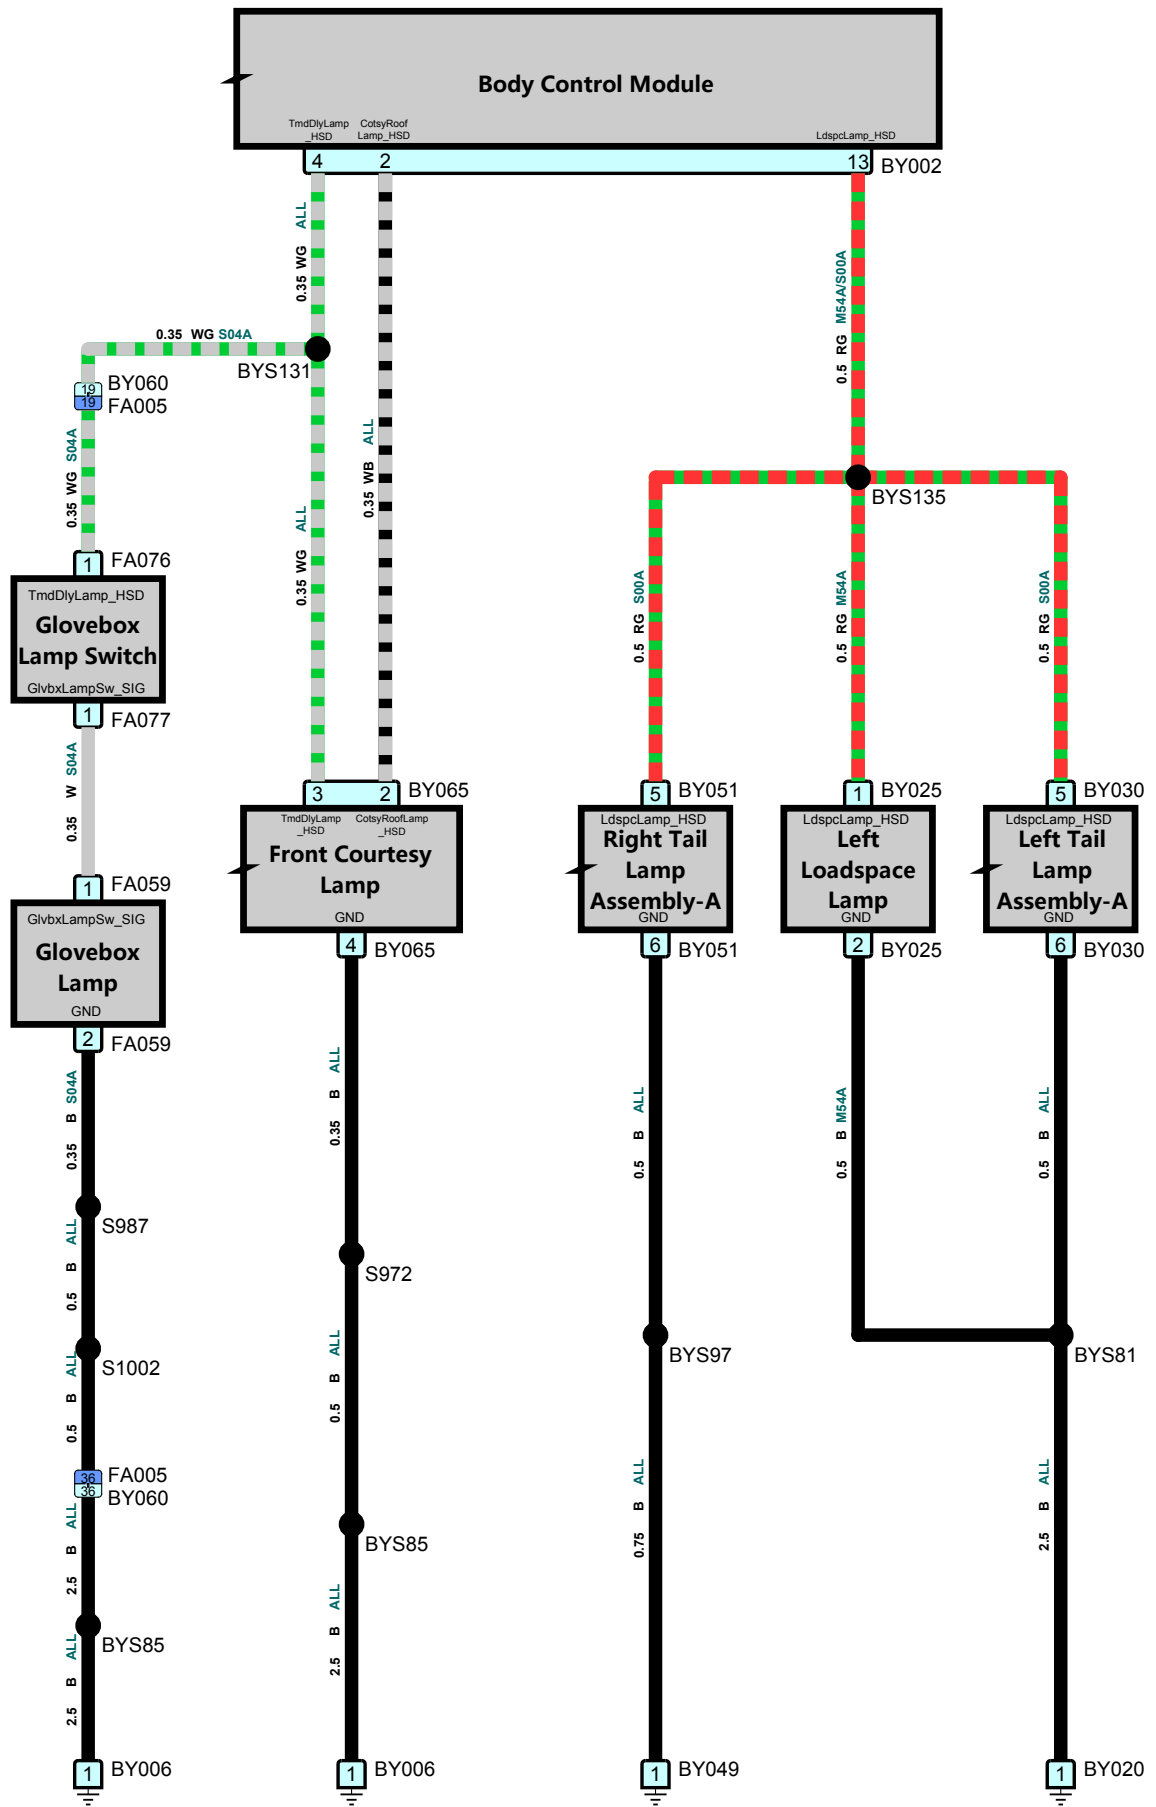 Body Control Module
TmdDlyLamp
_HSD
CotsyRoof
Lamp_HSD
LdspcLamp_HSD
4
2
13
BY002
0.35 WG ALL
0.5 RG M54A/S00A
0.35 WG S04A
BYS131
19
BY060
19
FA005
0.35 WG S04A
0.35 WB ALL
0.35 WG ALL
BYS135
0.5 RG S00A
0.5 RG M54A
0.5 RG S00A
1
FA076
TmdDlyLamp_HSD
Glovebox
Lamp Switch
GlvbxLampSw_SIG
1
FA077
0.35 W S04A
1
FA059
GlvbxLampSw_SIG
Glovebox
Lamp
GND
2
FA059
3
2
BY065
TmdDlyLamp
_HSD
CotsyRoofLamp
_HSD
Front Courtesy
Lamp
GND
4
BY065
5
BY051
LdspcLamp_HSD
Right Tail
Lamp
Assembly-A
GND
6
BY051
1
BY025
LdspcLamp_HSD
Left
Loadspace
Lamp
GND
2
BY025
5
BY030
LdspcLamp_HSD
Left Tail
Lamp
Assembly-A
GND
6
BY030
0.35 B S04A
S987
0.5 B ALL
S1002
0.5 B ALL
36
FA005
36
BY060
2.5 B ALL
BYS85
2.5 B ALL
1
BY006
0.35 B ALL
S972
0.5 B ALL
BYS85
2.5 B ALL
1
BY006
0.5 B ALL
BYS97
0.75 B ALL
1
BY049
0.5 B M54A
0.5 B ALL
BYS81
2.5 B ALL
1
BY020